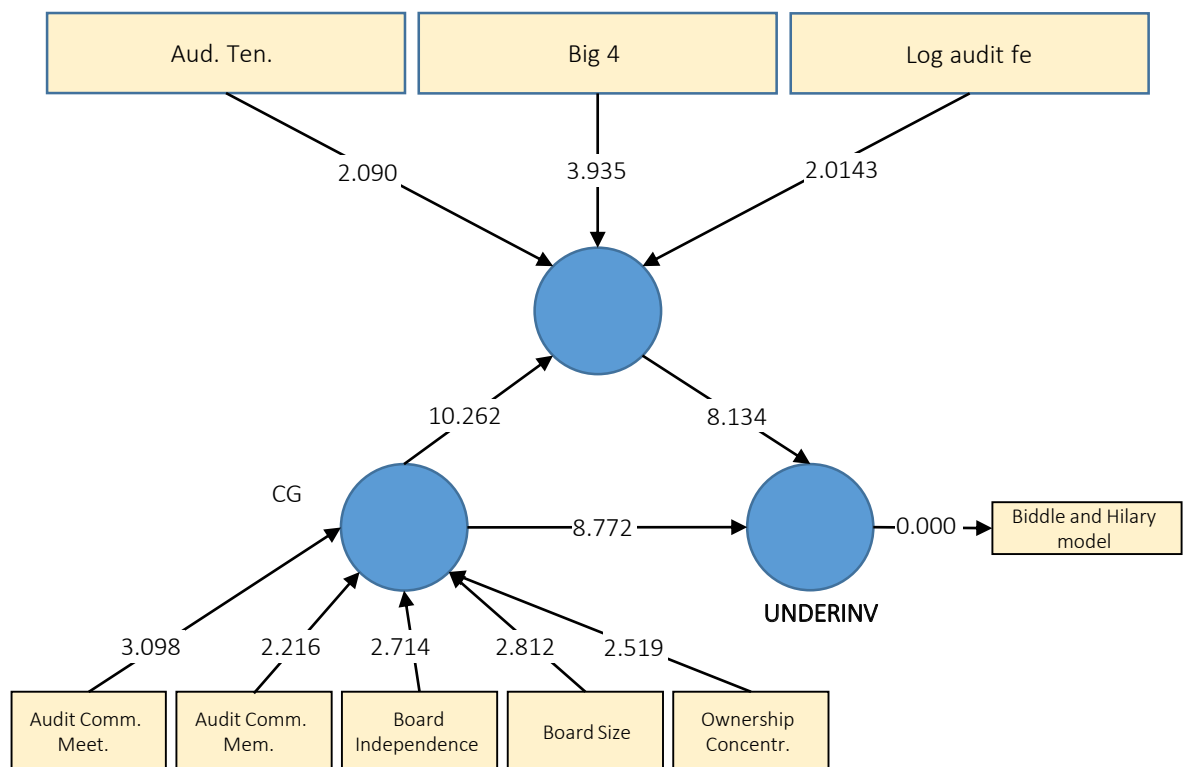 Aud. Ten.
Big 4
Log audit fe
2.090
3.935
2.0143
10.262
8.134
CG
8.772
0.000
Biddle and Hilary
model
UNDERINV
3.098
2.216
2.714
2.812
2.519
Audit Comm.
Meet.
Audit Comm.
Mem.
Board
Independence
Board Size
Ownership
Concentr.